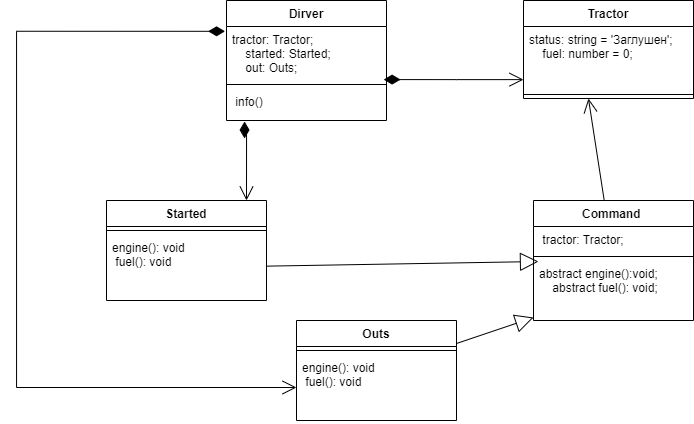 Dirver
tractor: Tractor;
started: Started;
out: Outs;
info()
Tractor
status: string = 'Заглушен';
fuel: number = 0;
Started
engine(): void
fuel(): void
Command
tractor: Tractor;
abstract engine():void;
abstract fuel(): void;
Outs
engine(): void
fuel(): void